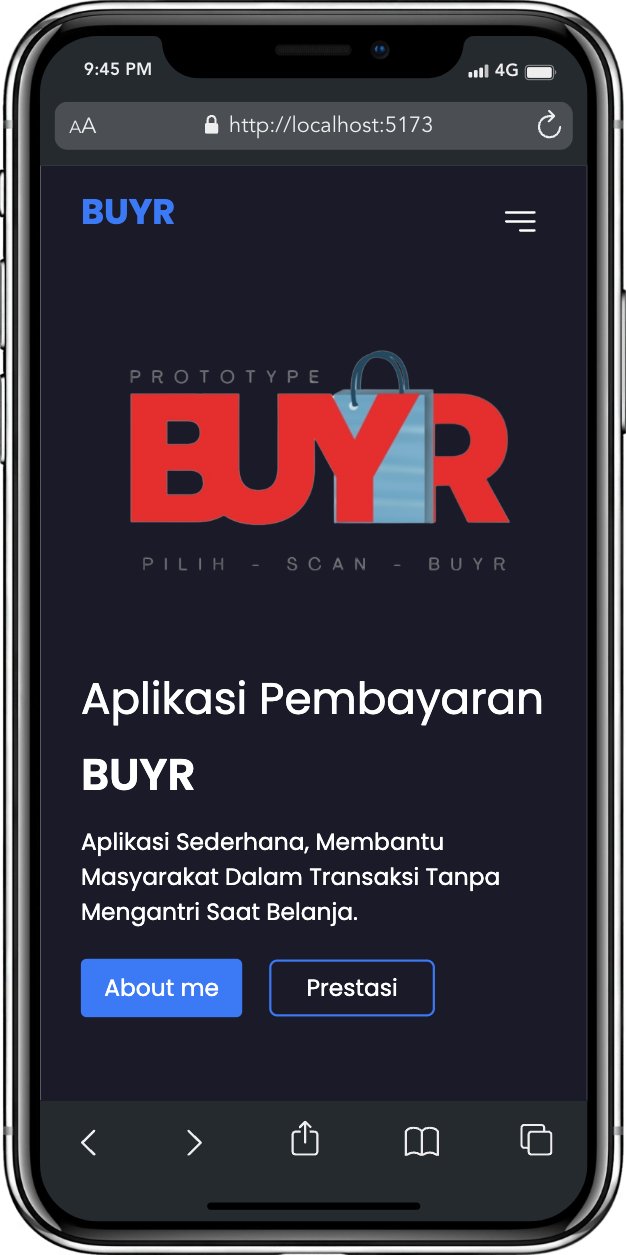 9:45 PM
4G
AA
http://localhost:5173
BUYR
PROTOTYPE
BUYR
PILIH - SCAN - BUYR
Aplikasi Pembayaran
BUYR
Aplikasi Sederhana, Membantu
Masyarakat Dalam Transaksi Tanpa
Mengantri Saat Belanja.
About me
Prestasi